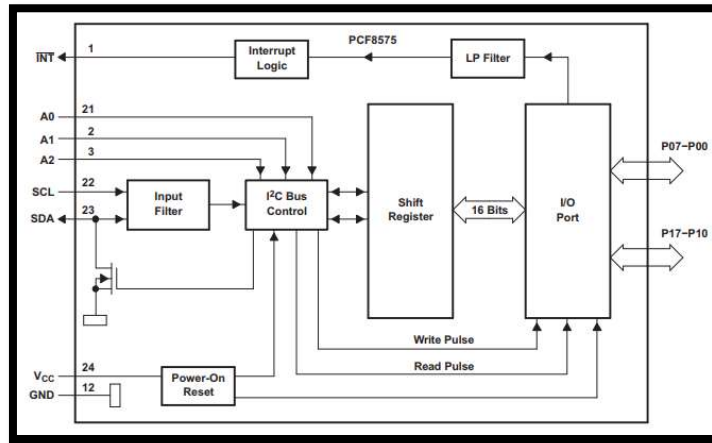 PCF8575
INT
1
Interrupt
Logic
LP Filter
A0
21
A1
2
A2
3
P07–P00
SCL
22
SDA
23
Input
Filter
I2C Bus
Control
Shift
Register
16 Bits
I/O
Port
P17–P10
Write Pulse
Read Pulse
VCC
24
GND
12
Power-On
Reset